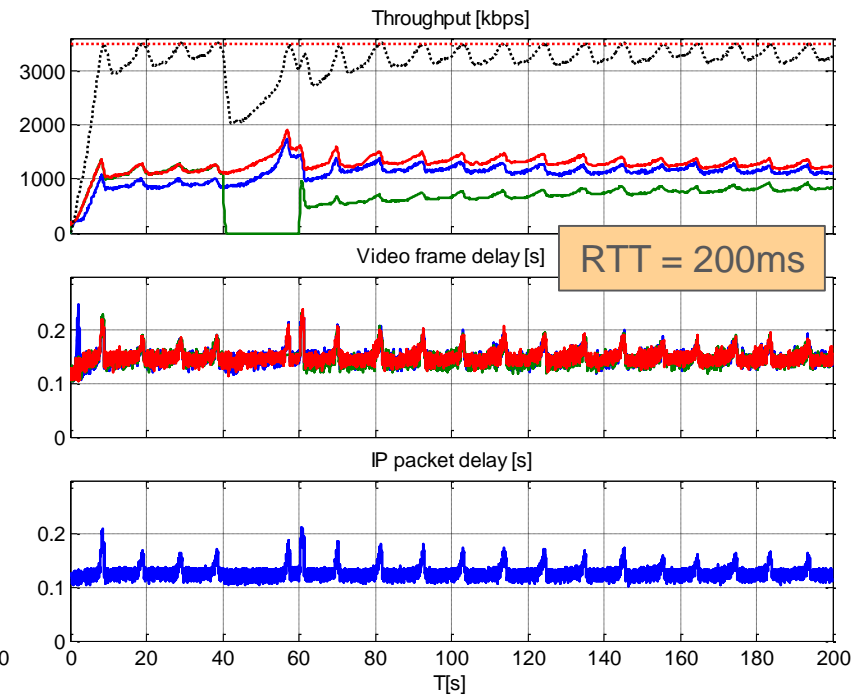 Throughput [kbps]
3000
2000
1000
0
Video frame delay [s]
RTT = 200ms
0.2
0.1
0
IP packet delay [s]
0.2
0.1
0
0 0 20 40 60 80 100 120 140 160 180 200
T[s]